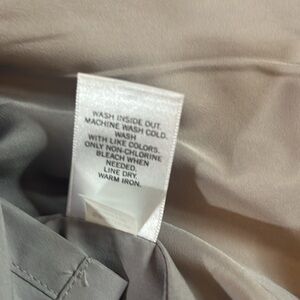 WASH INSIDE OUT.
MACHINE WASH COLD.
WASH
WITH LIKE COLORS.
ONLY NON-CHLORINE
BLEACH WHEN
NEEDED.
LINE DRY.
WARM IRON.